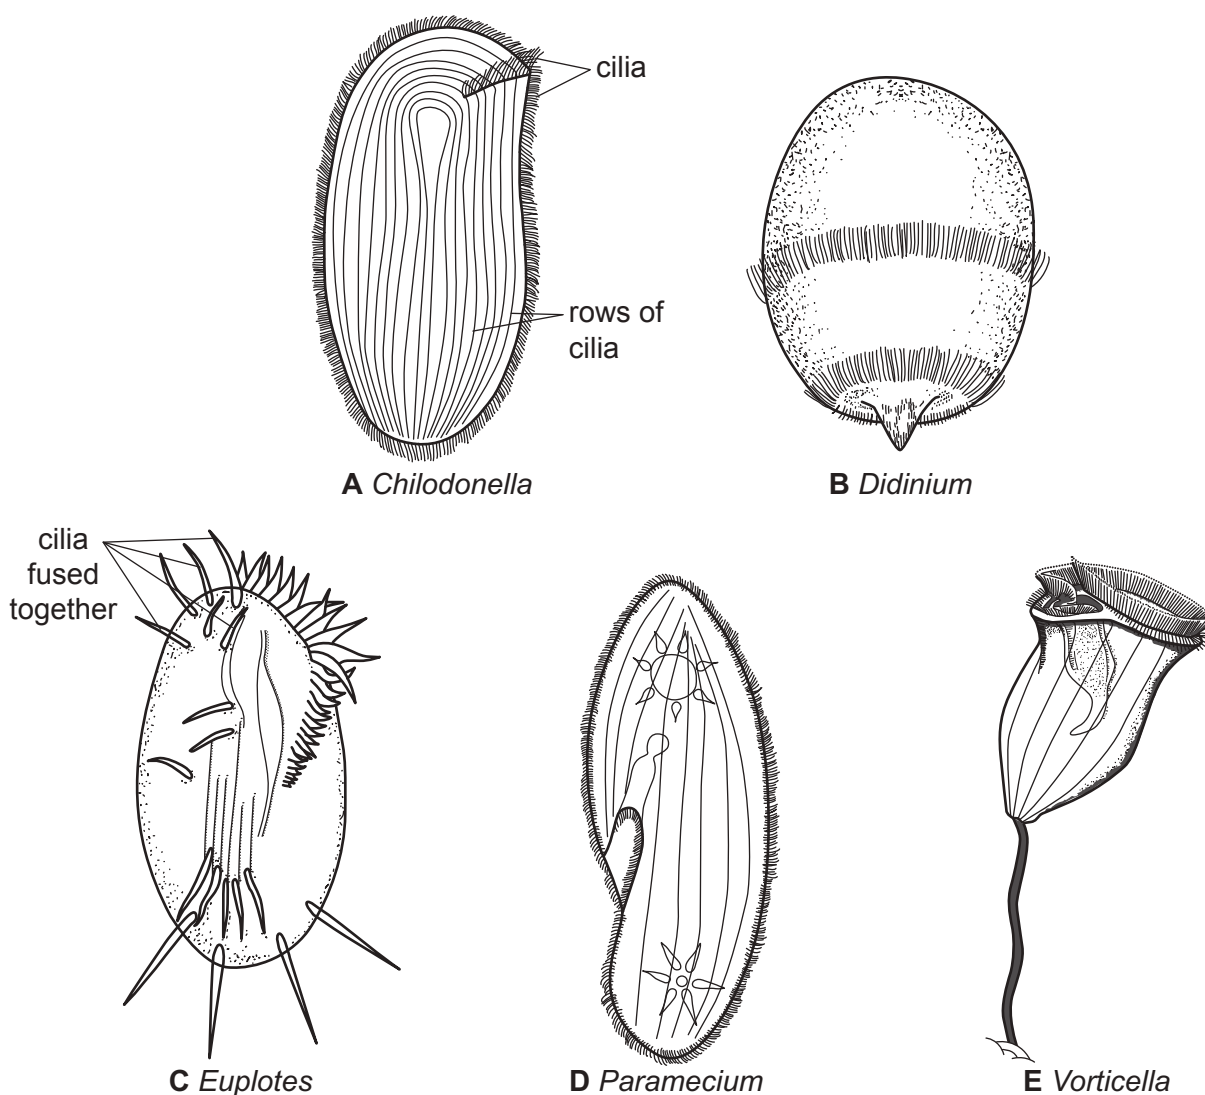 cilia
rows of
cilia
A Chilodonella
B Didinium
cilia
fused
together
C Euplotes
D Paramecium
E Vorticella